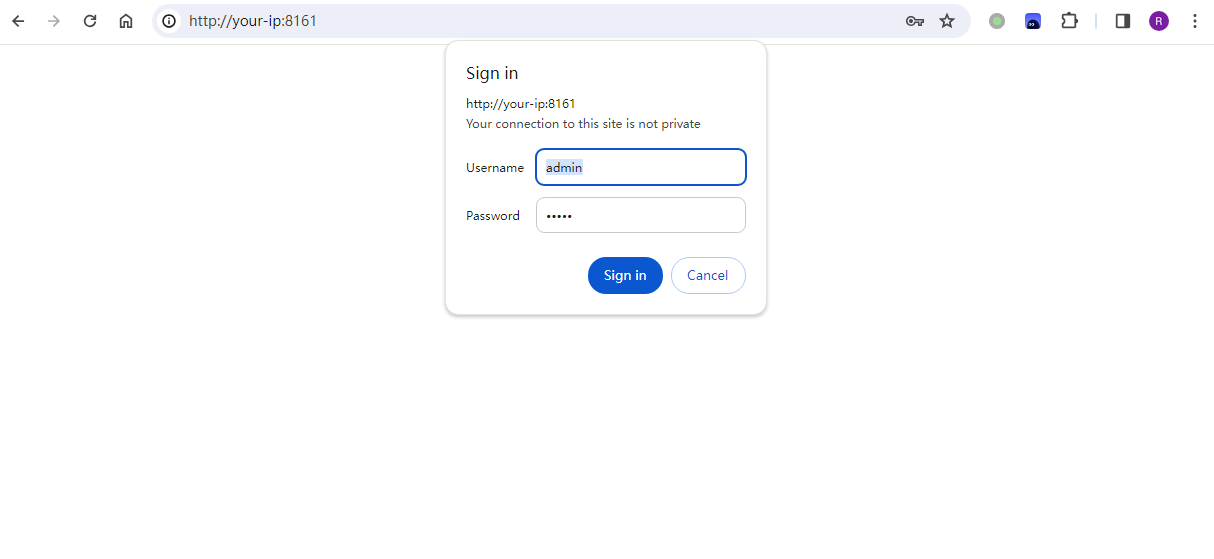 http://your-ip:8161
R
Sign in
http://your-ip:8161
Your connection to this site is not private
Username admin
Password •••••
Sign in Cancel